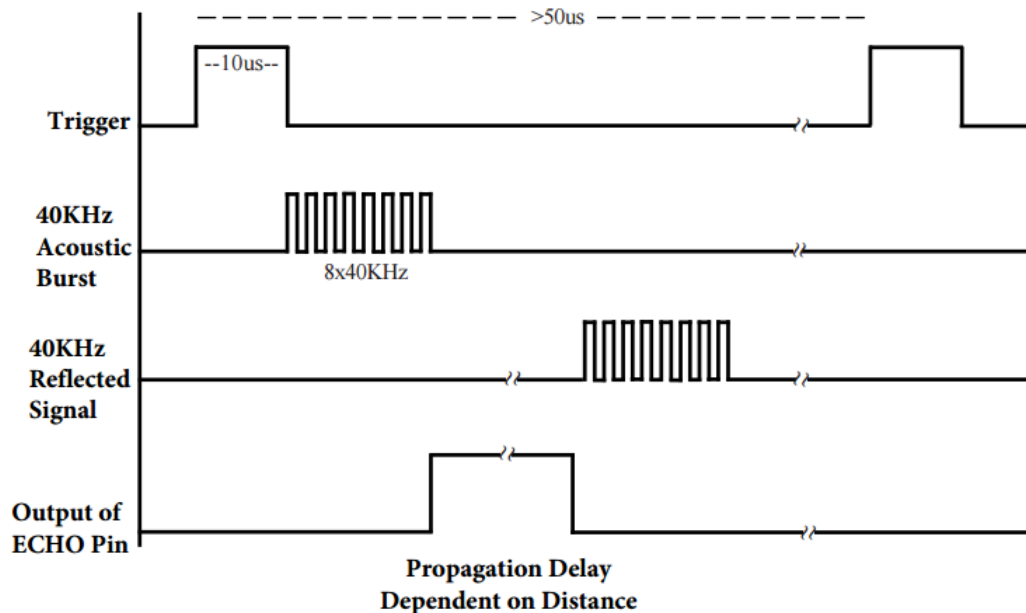 >50us
--10us--
Trigger
40KHz
Acoustic
Burst
8x40KHz
40KHz
Reflected
Signal
Output of
ECHO Pin
Propagation Delay
Dependent on Distance